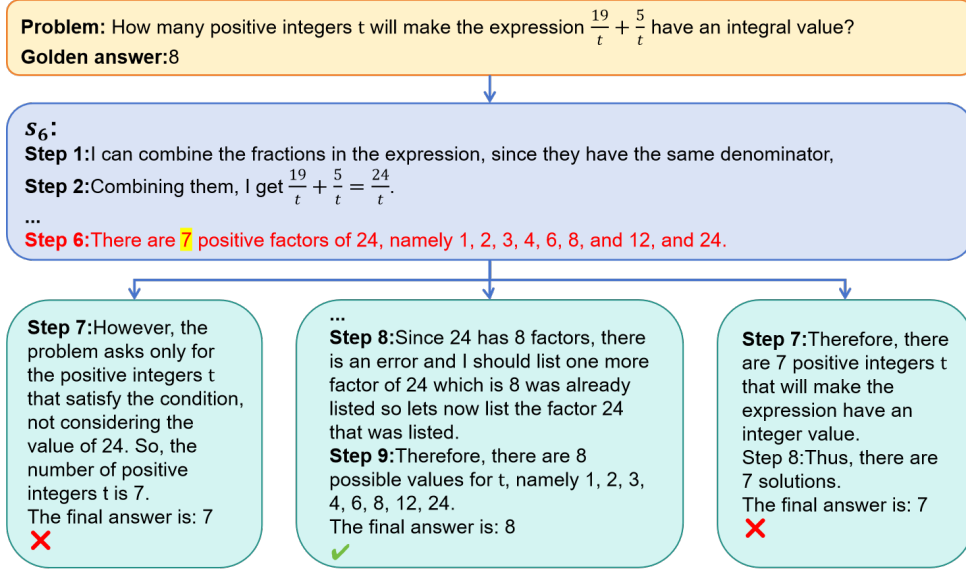 Problem: How many positive integers t will make the expression 19/t + 5/t have an integral value?
Golden answer:8
s₆:
Step 1:I can combine the fractions in the expression, since they have the same denominator,
Step 2:Combining them, I get 19/t + 5/t = 24/t.
...
Step 6:There are 7 positive factors of 24, namely 1, 2, 3, 4, 6, 8, and 12, and 24.
Step 7:However, the
problem asks only for
the positive integers t
that satisfy the condition,
not considering the
value of 24. So, the
number of positive
integers t is 7.
The final answer is: 7
...
Step 8:Since 24 has 8 factors, there
is an error and I should list one more
factor of 24 which is 8 was already
listed so lets now list the factor 24
that was listed.
Step 9:Therefore, there are 8
possible values for t, namely 1, 2, 3,
4, 6, 8, 12, 24.
The final answer is: 8
Step 7:Therefore, there
are 7 positive integers t
that will make the
expression have an
integer value.
Step 8:Thus, there are
7 solutions.
The final answer is: 7